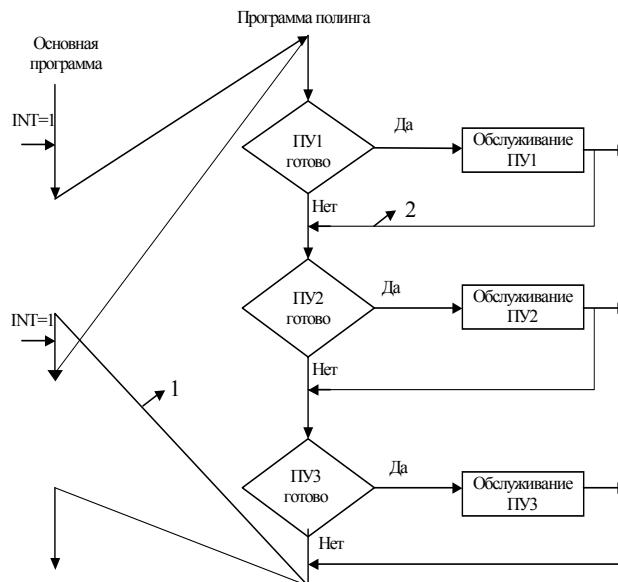 Программа полинга
Основная
программа
INT=1
ПУ1
готово
Да
Обслуживание
ПУ1
Нет
2
INT=1
ПУ2
готово
Да
Обслуживание
ПУ2
Нет
1
ПУ3
готово
Да
Обслуживание
ПУ3
Нет